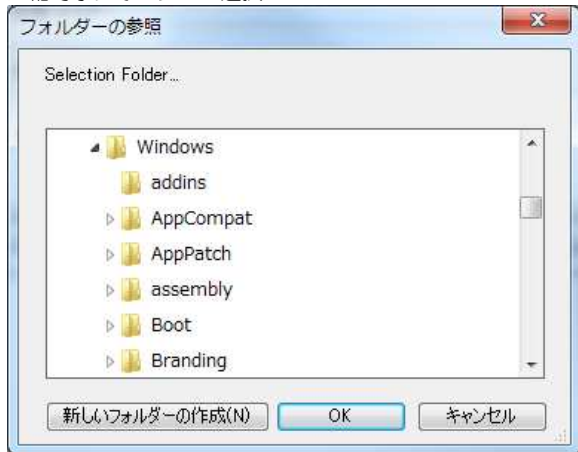 フォルダーの参照
Selection Folder...
Windows
addins
AppCompat
AppPatch
assembly
Boot
Branding
新しいフォルダーの作成(N)
OK
キャンセル